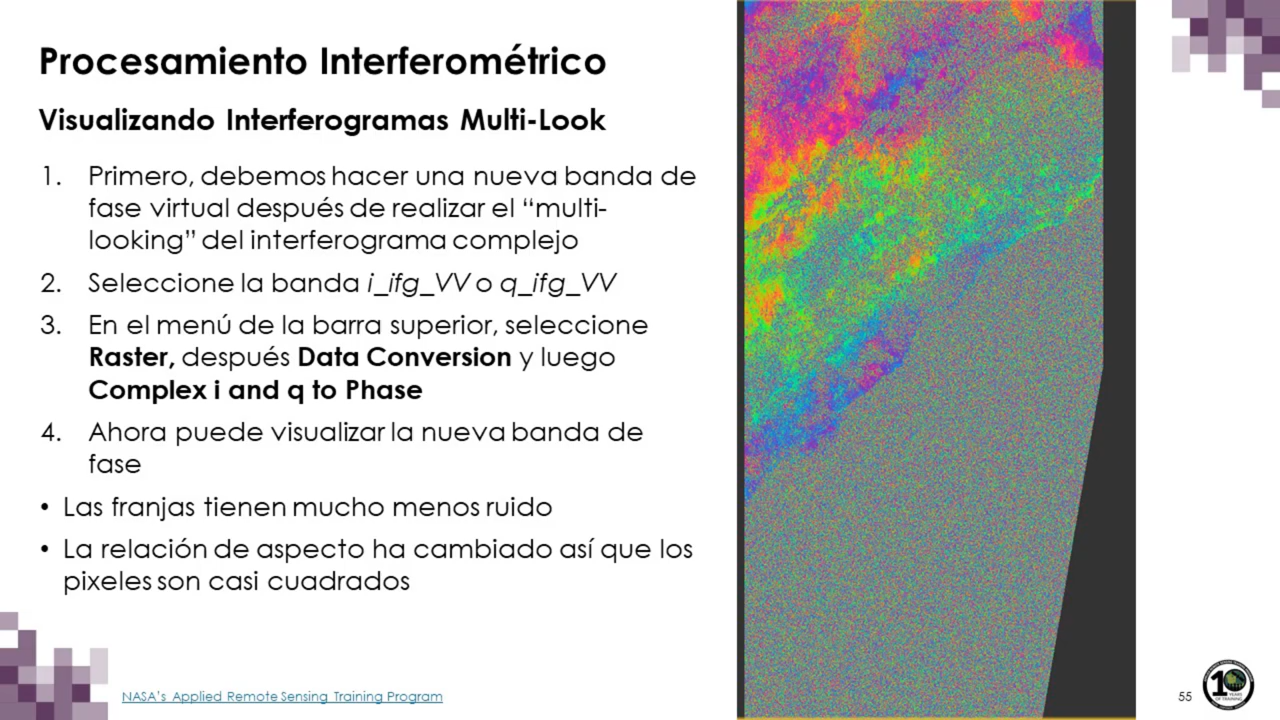 Procesamiento Interferométrico
Visualizando Interferogramas Multi-Look
1. Primero, debemos hacer una nueva banda de
fase virtual después de realizar el “multi-
looking” del interferograma complejo
2. Seleccione la banda i_ifg_VV o q_ifg_VV
3. En el menú de la barra superior, seleccione
Raster, después Data Conversion y luego
Complex i and q to Phase
4. Ahora puede visualizar la nueva banda de
fase
• Las franjas tienen mucho menos ruido
• La relación de aspecto ha cambiado así que los
pixeles son casi cuadrados
NASA’s Applied Remote Sensing Training Program
55
10
YEARS
OF TRAINING